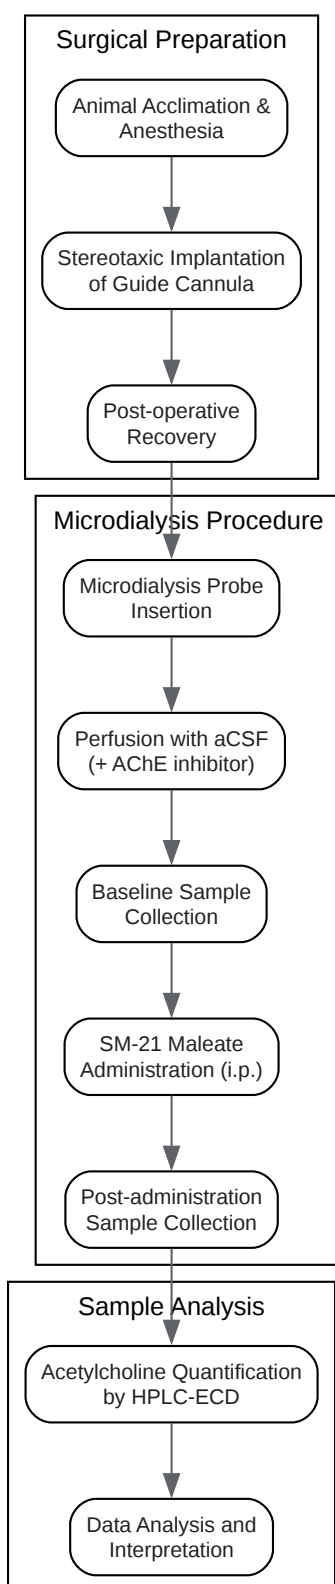 Surgical Preparation
Animal Acclimation &
Anesthesia
Stereotaxic Implantation
of Guide Cannula
Post-operative
Recovery
Microdialysis Procedure
Microdialysis Probe
Insertion
Perfusion with aCSF
(+ AChE inhibitor)
Baseline Sample
Collection
SM-21 Maleate
Administration (i.p.)
Post-administration
Sample Collection
Sample Analysis
Acetylcholine Quantification
by HPLC-ECD
Data Analysis and
Interpretation